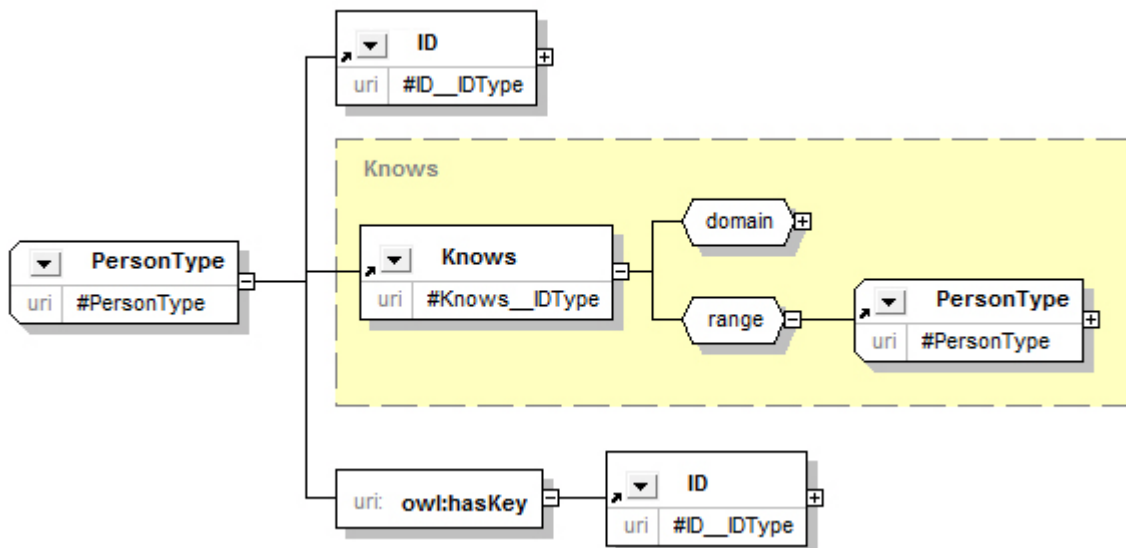 ID
uri #ID__IDType
Knows
domain
PersonType
uri #PersonType
Knows
uri #Knows__IDType
range
PersonType
uri #PersonType
uri: owl:hasKey
ID
uri #ID__IDType